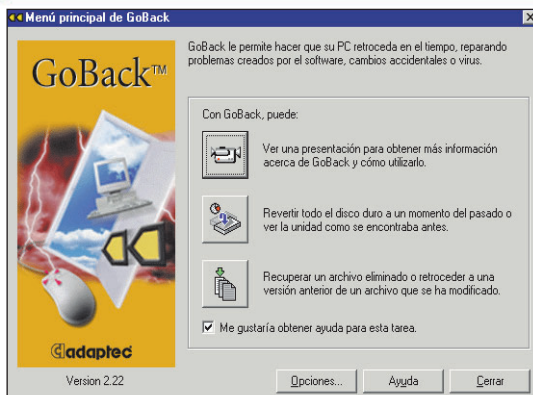 Menú principal de GoBack
GoBack™
GoBack le permite hacer que su PC retroceda en el tiempo, reparando
problemas creados por el software, cambios accidentales o virus.
Con GoBack, puede:
Ver una presentación para obtener más información
acerca de GoBack y cómo utilizarlo.
Revertir todo el disco duro a un momento del pasado o
ver la unidad como se encontraba antes.
Recuperar un archivo eliminado o retroceder a una
versión anterior de un archivo que se ha modificado.
Me gustaría obtener ayuda para esta tarea.
adaptec
Version 2.22
Opciones...
Ayuda
Cerrar